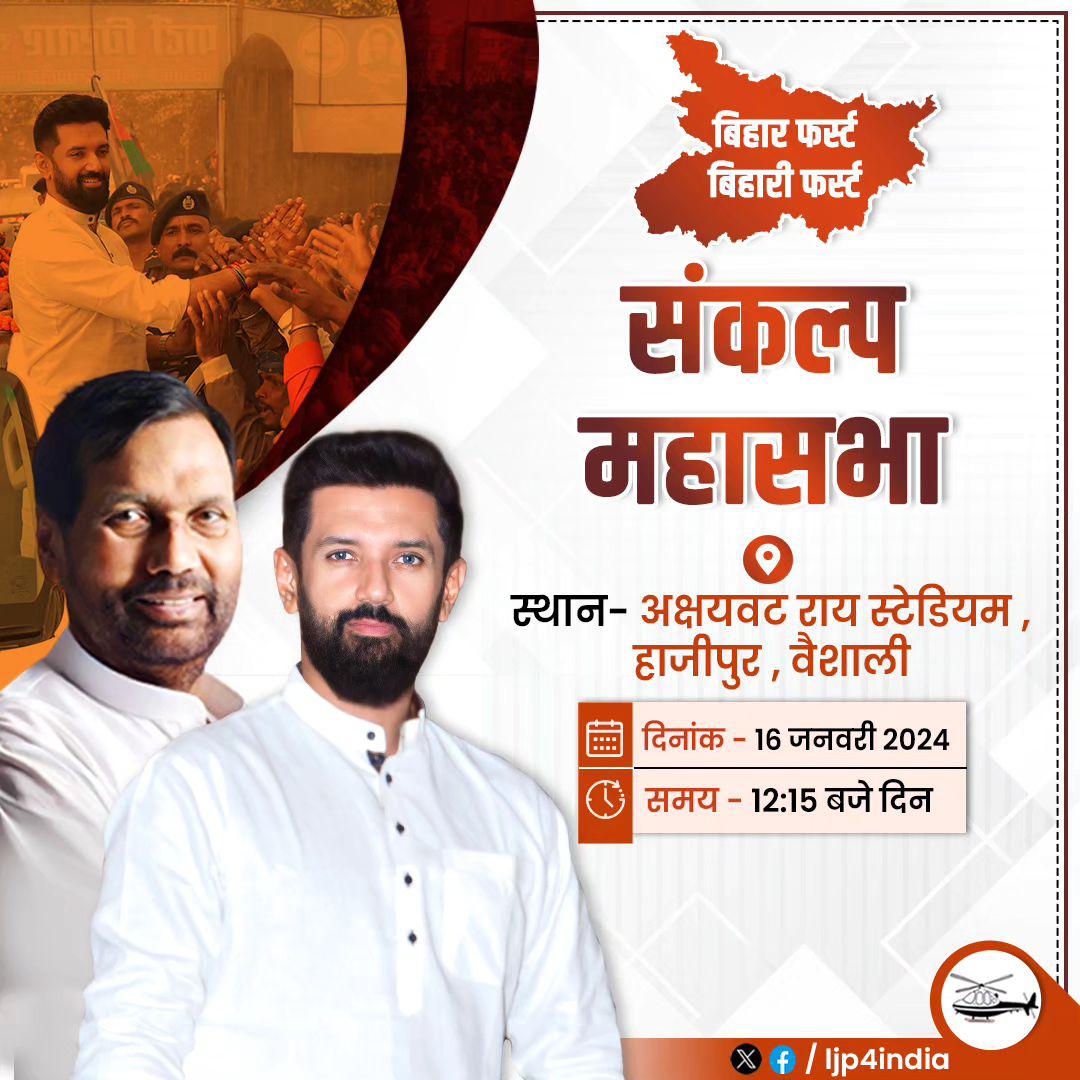 बिहार फर्स्ट
बिहारी फर्स्ट
संकल्प
महासभा
स्थान- अक्षयवट राय स्टेडियम ,
हाजीपुर , वैशाली
दिनांक - 16 जनवरी 2024
समय - 12:15 बजे दिन
/ ljp4india